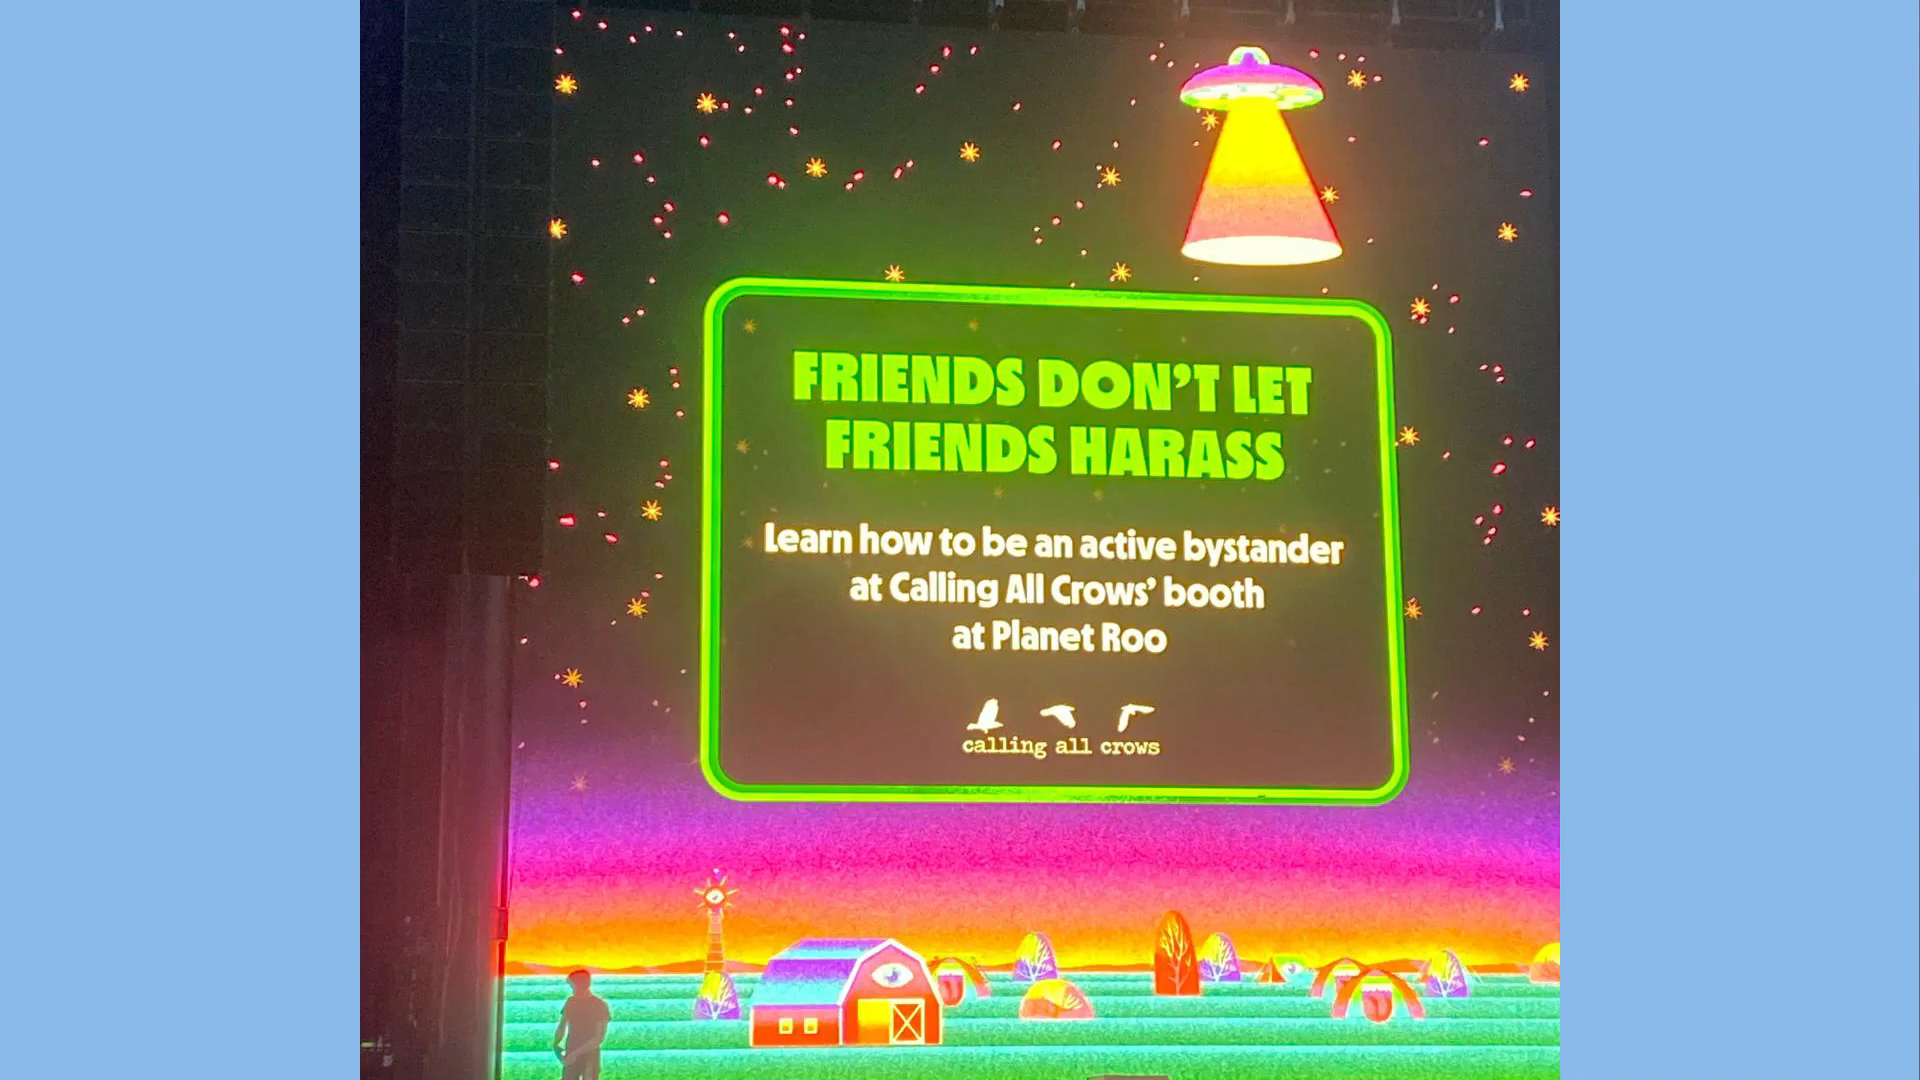 FRIENDS DON'T LET
FRIENDS HARASS
Learn how to be an active bystander
at Calling All Crows' booth
at Planet Roo
calling all crows